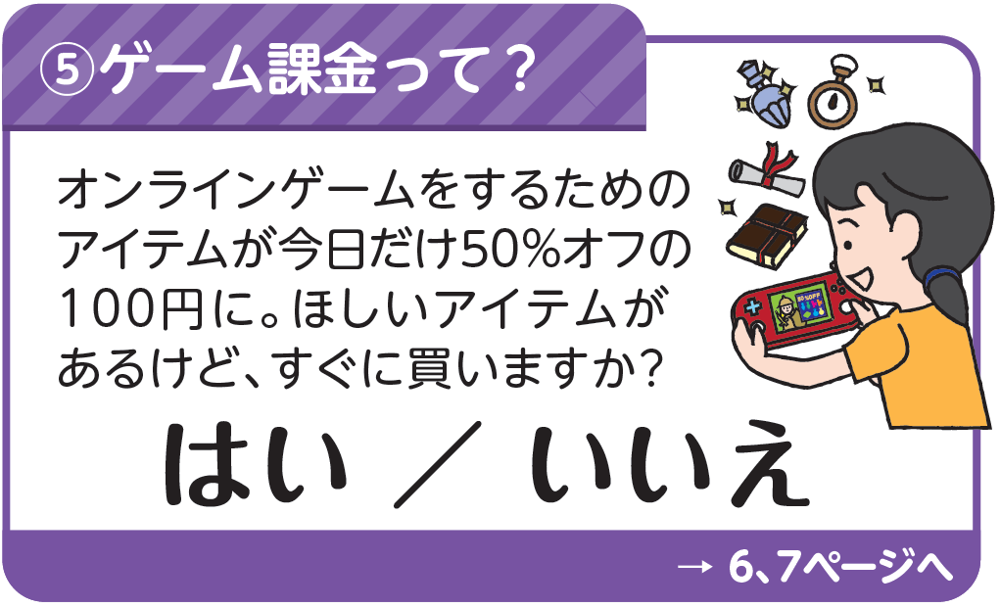 ⑤ゲーム課金って？
オンラインゲームをするための
アイテムが今日だけ50%オフの
100円に。ほしいアイテムが
あるけど、すぐに買いますか?
はい ／ いいえ
50%OFF
→ 6、7ページへ